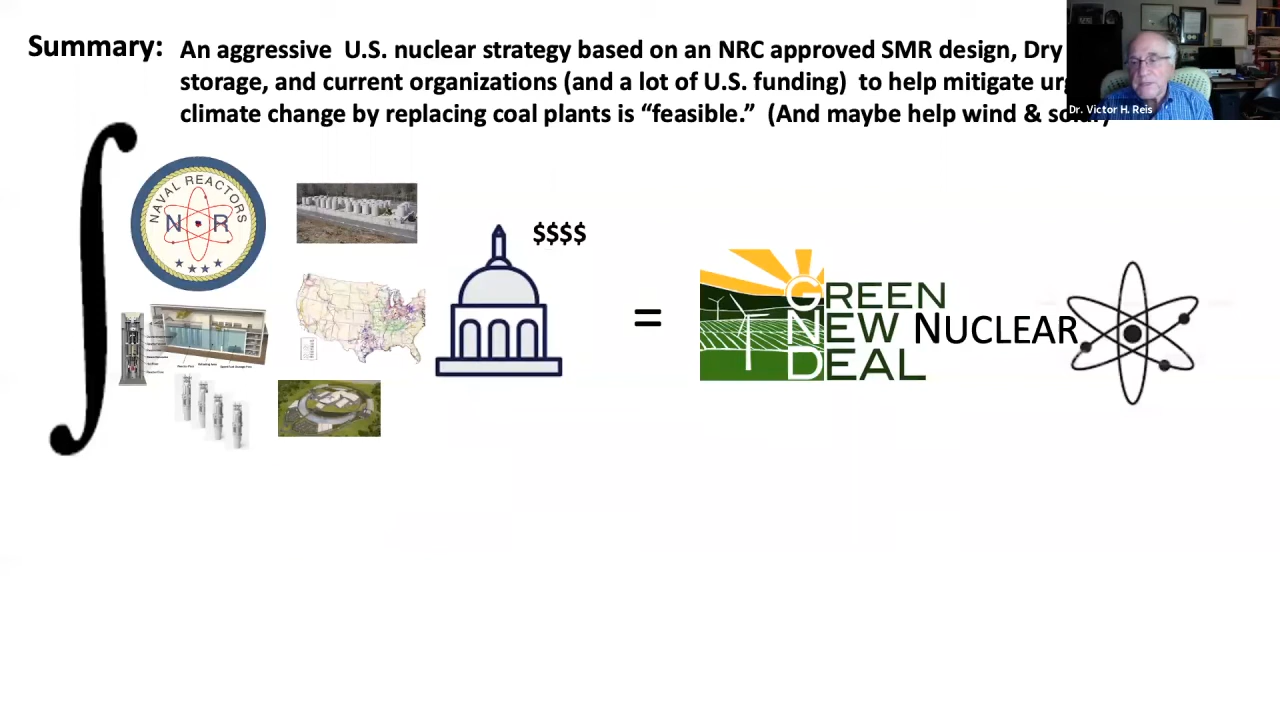 Summary: An aggressive U.S. nuclear strategy based on an NRC approved SMR design, Dry
storage, and current organizations (and a lot of U.S. funding) to help mitigate
climate change by replacing coal plants is “feasible.” (And maybe help wind &
Dr. Victor H. Reis
NAVAL REACTORS
N R
$$$$
=
GREEN
NEW NUCLEAR
DEAL